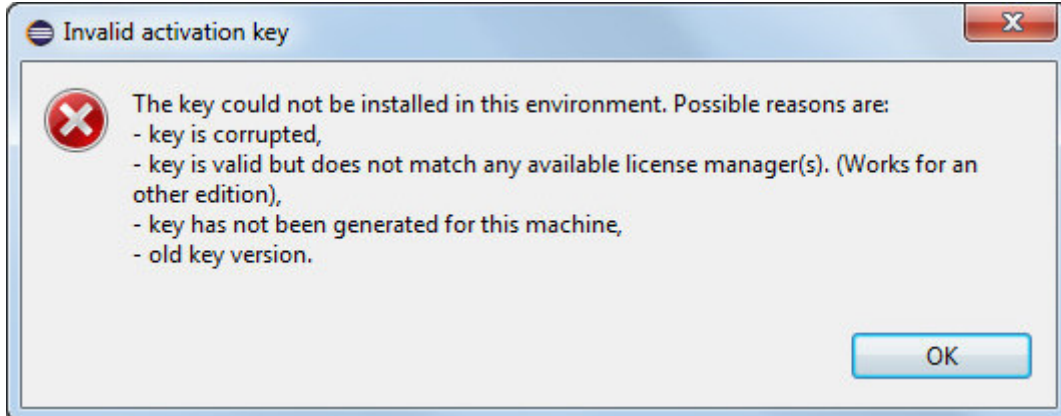 Invalid activation key
The key could not be installed in this environment. Possible reasons are:
- key is corrupted,
- key is valid but does not match any available license manager(s). (Works for an
other edition),
- key has not been generated for this machine,
- old key version.
OK